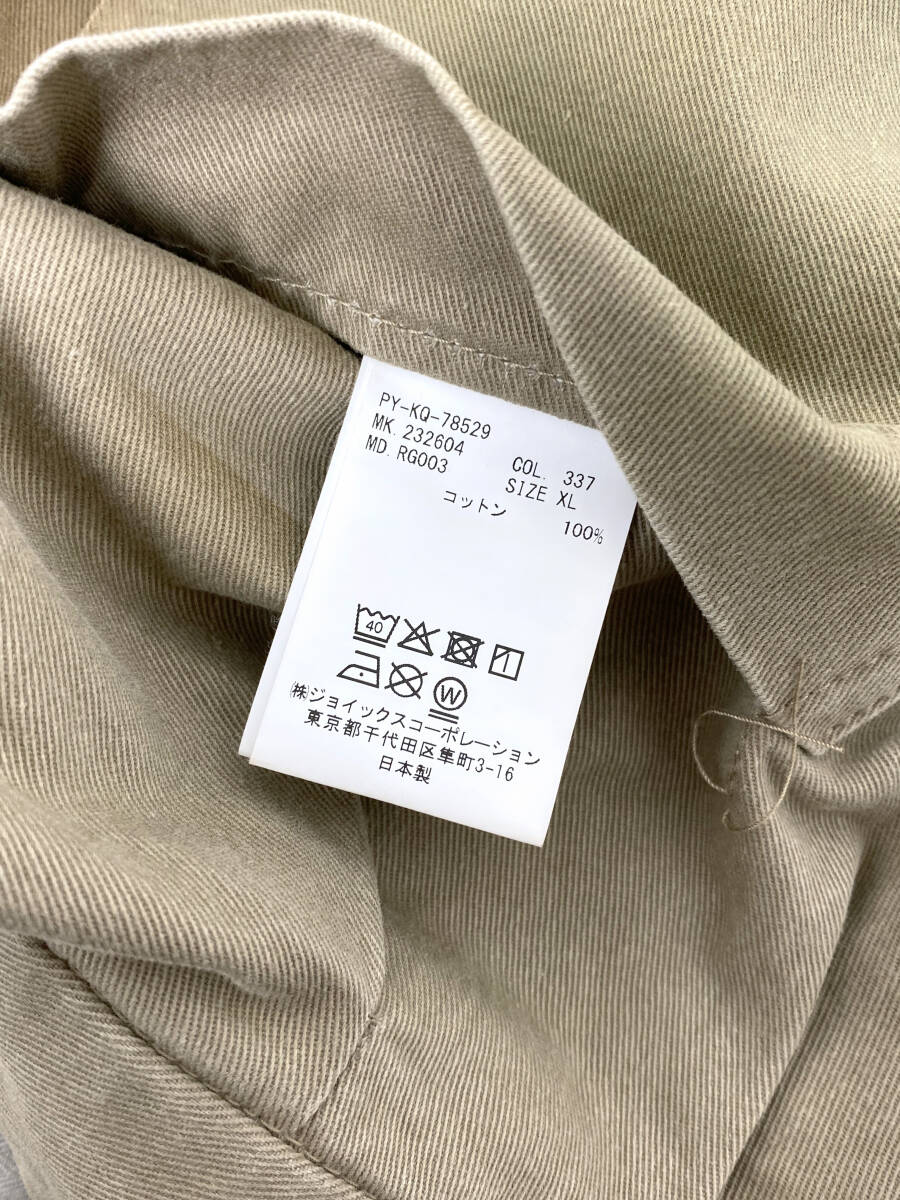 PY-KQ-78529
MK. 232604 COL. 337
MD. RG003 SIZE XL
コットン 100%
40
W
㈱ジョイックスコーポレーション
東京都千代田区隼町3-16
日本製